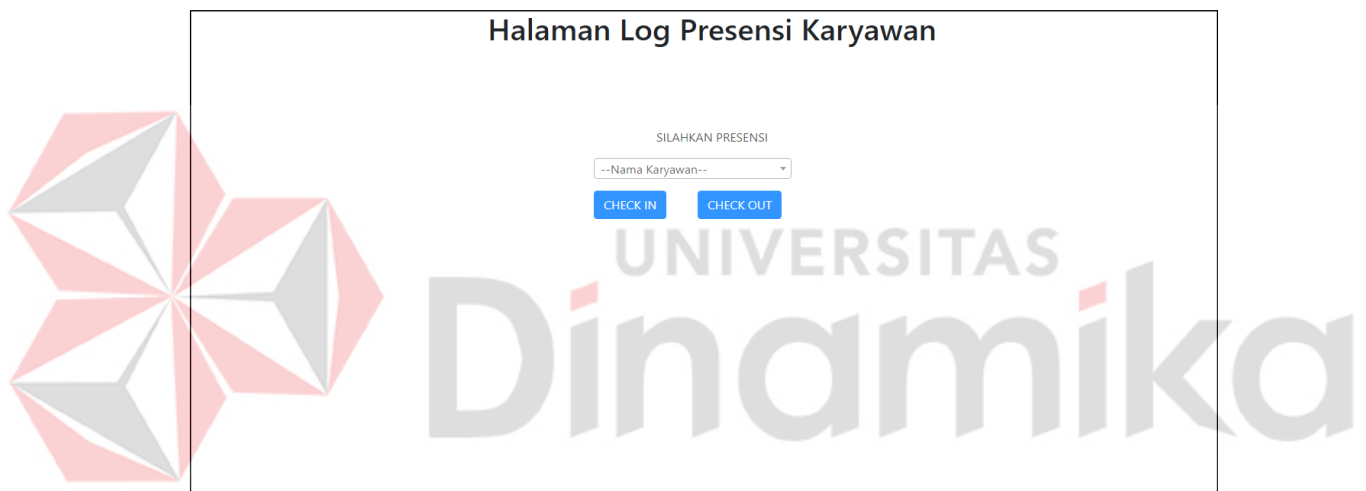 Halaman Log Presensi Karyawan
SILAHKAN PRESENSI
--Nama Karyawan--
CHECK IN CHECK OUT
UNIVERSITAS
Dinamika